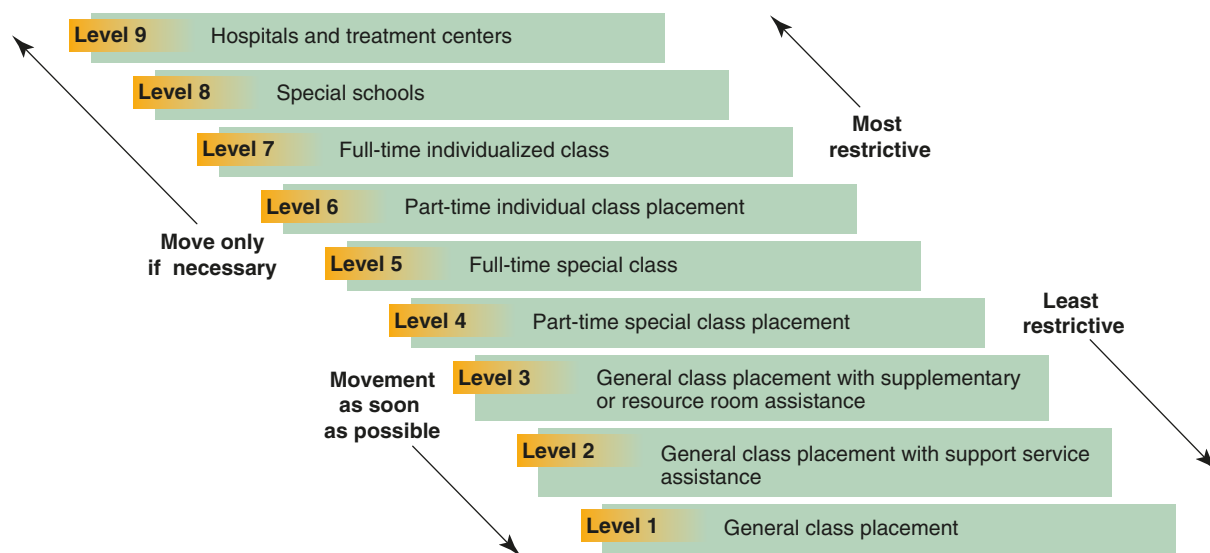 Level 9 Hospitals and treatment centers
Level 8 Special schools
Most
restrictive
Level 7 Full-time individualized class
Level 6 Part-time individual class placement
Move only
if necessary
Level 5 Full-time special class
Level 4 Part-time special class placement
Least
restrictive
Movement
as soon
as possible
Level 3 General class placement with supplementary
or resource room assistance
Level 2 General class placement with support service
assistance
Level 1 General class placement